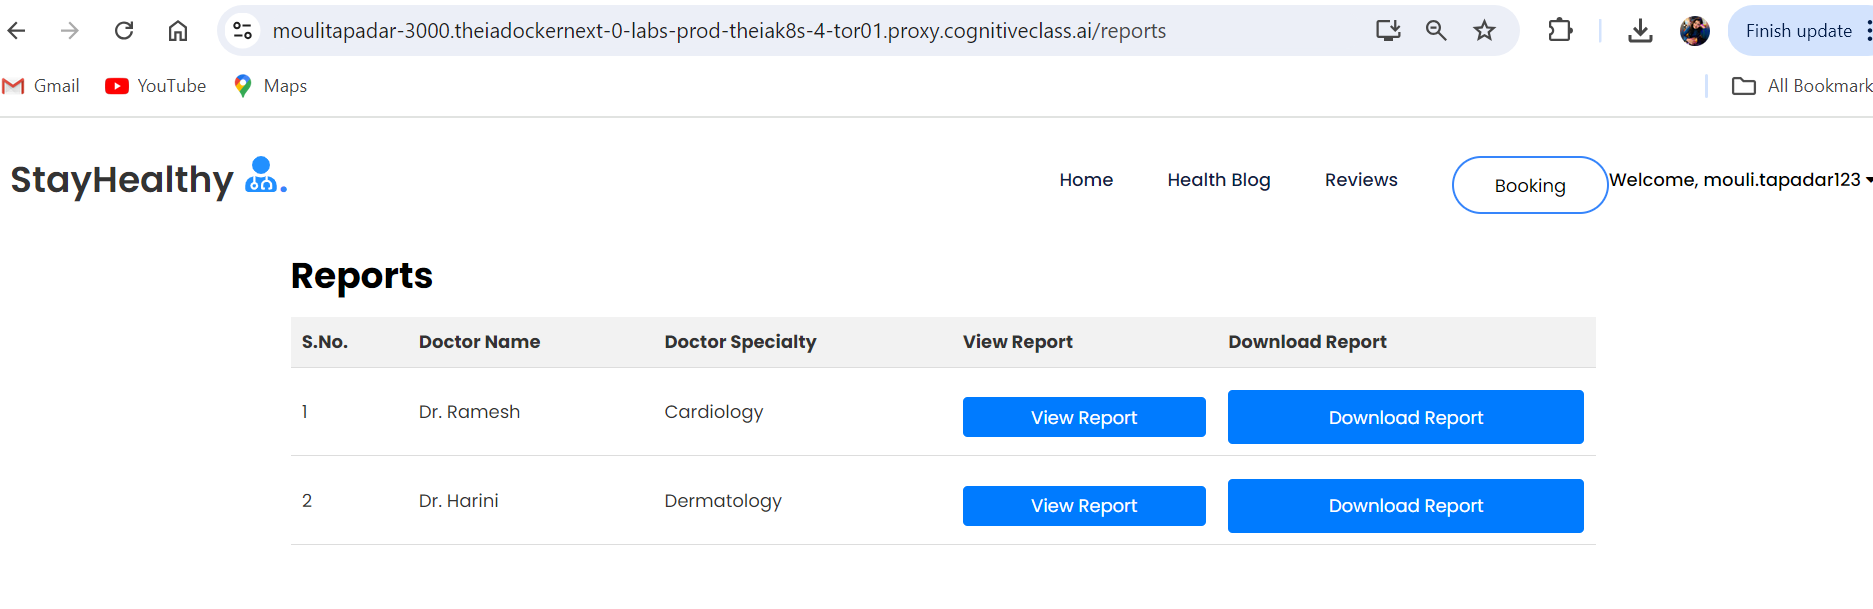 moulitapadar-3000.theiadockernext-0-labs-prod-theiak8s-4-tor01.proxy.cognitiveclass.ai/reports
Finish update
Gmail YouTube Maps All Bookmark
StayHealthy .
Home Health Blog Reviews Booking Welcome, mouli.tapadar123
Reports
S.No. Doctor Name Doctor Specialty View Report Download Report
1 Dr. Ramesh Cardiology View Report Download Report
2 Dr. Harini Dermatology View Report Download Report